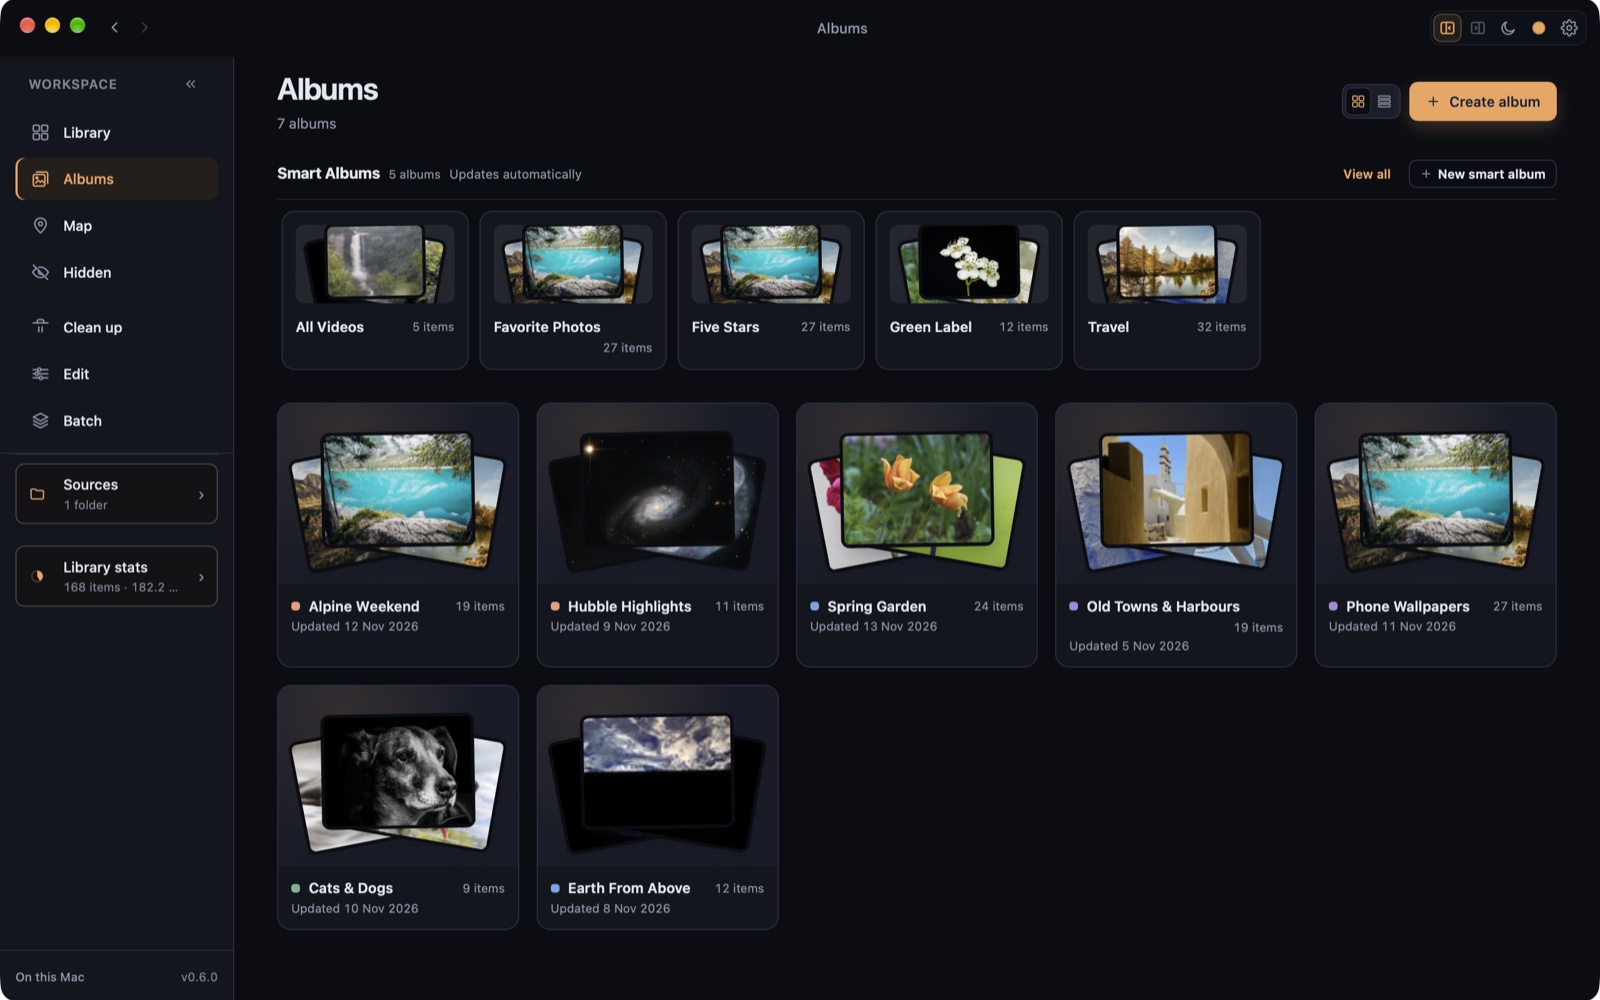 Albums
WORKSPACE
Library
Albums
Map
Hidden
Clean up
Edit
Batch
Sources
1 folder
Library stats
168 items · 182.2 ...
On this Mac
v0.6.0
Albums
7 albums
Create album
Smart Albums 5 albums Updates automatically
View all
New smart album
All Videos 5 items
Favorite Photos
27 items
Five Stars 27 items
Green Label 12 items
Travel 32 items
Alpine Weekend 19 items
Updated 12 Nov 2026
Hubble Highlights 11 items
Updated 9 Nov 2026
Spring Garden 24 items
Updated 13 Nov 2026
Old Towns & Harbours
19 items
Updated 5 Nov 2026
Phone Wallpapers 27 items
Updated 11 Nov 2026
Cats & Dogs 9 items
Updated 10 Nov 2026
Earth From Above 12 items
Updated 8 Nov 2026